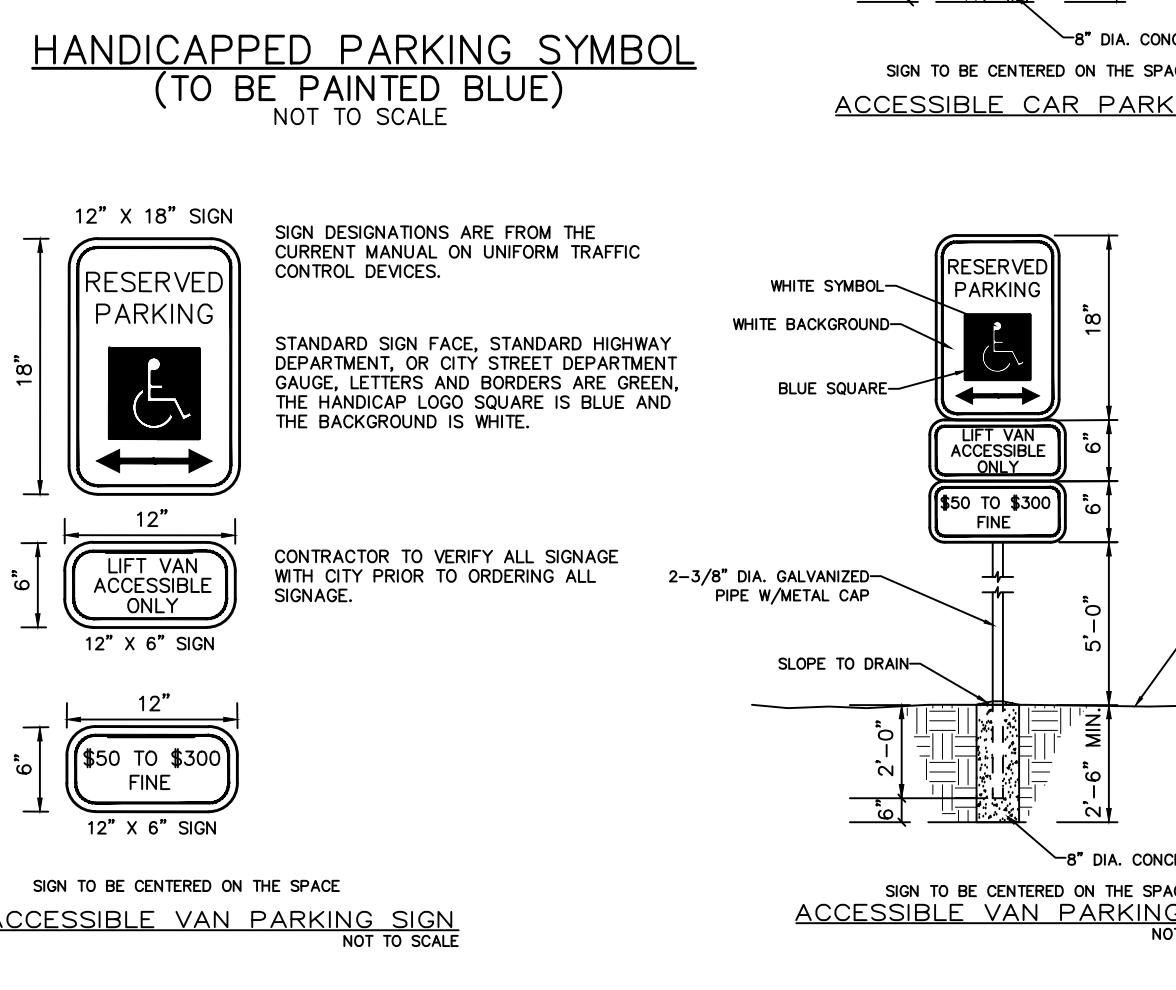 HANDICAPPED PARKING SYMBOL
(TO BE PAINTED BLUE)
NOT TO SCALE
8" DIA. CONC
SIGN TO BE CENTERED ON THE SPA
ACCESSIBLE CAR PARK
12" X 18" SIGN
RESERVED
PARKING
18"
12"
LIFT VAN
ACCESSIBLE
ONLY
6"
12" X 6" SIGN
12"
$50 TO $300
FINE
6"
12" X 6" SIGN
SIGN DESIGNATIONS ARE FROM THE
CURRENT MANUAL ON UNIFORM TRAFFIC
CONTROL DEVICES.
STANDARD SIGN FACE, STANDARD HIGHWAY
DEPARTMENT, OR CITY STREET DEPARTMENT
GAUGE, LETTERS AND BORDERS ARE GREEN,
THE HANDICAP LOGO SQUARE IS BLUE AND
THE BACKGROUND IS WHITE.
CONTRACTOR TO VERIFY ALL SIGNAGE
WITH CITY PRIOR TO ORDERING ALL
SIGNAGE.
SIGN TO BE CENTERED ON THE SPACE
ACCESSIBLE VAN PARKING SIGN
NOT TO SCALE
RESERVED
PARKING
WHITE SYMBOL
WHITE BACKGROUND
BLUE SQUARE
18"
LIFT VAN
ACCESSIBLE
ONLY
6"
$50 TO $300
FINE
6"
2-3/8" DIA. GALVANIZED
PIPE W/METAL CAP
5'-0"
SLOPE TO DRAIN
2'-0"
6"
2'-6" MIN.
8" DIA. CONC
SIGN TO BE CENTERED ON THE SPA
ACCESSIBLE VAN PARKING
NOT